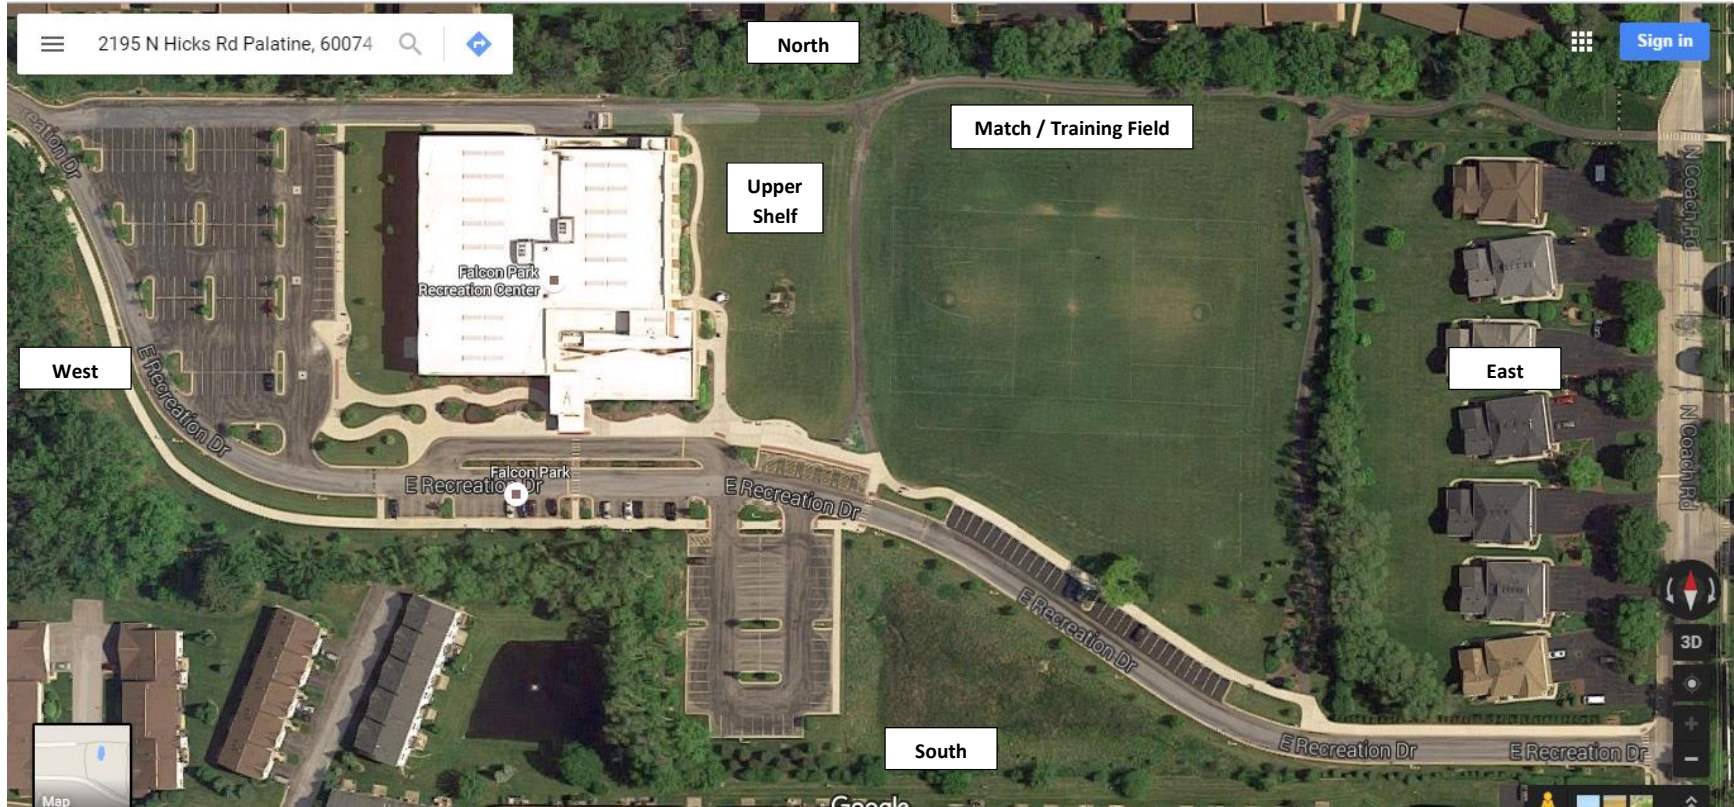 2195 N Hicks Rd Palatine, 60074
North
Sign in
Match / Training Field
reation Dr
N Coach Rd
Upper
Shelf
Falcon Park
Recreation Center
West
E Recreation Dr
East
N Coach Rd
Falcon Park
E Recreation Dr
E Recreation Dr
E Recreation Dr
3D
South
E Recreation Dr
E Recreation Dr
Map
Google